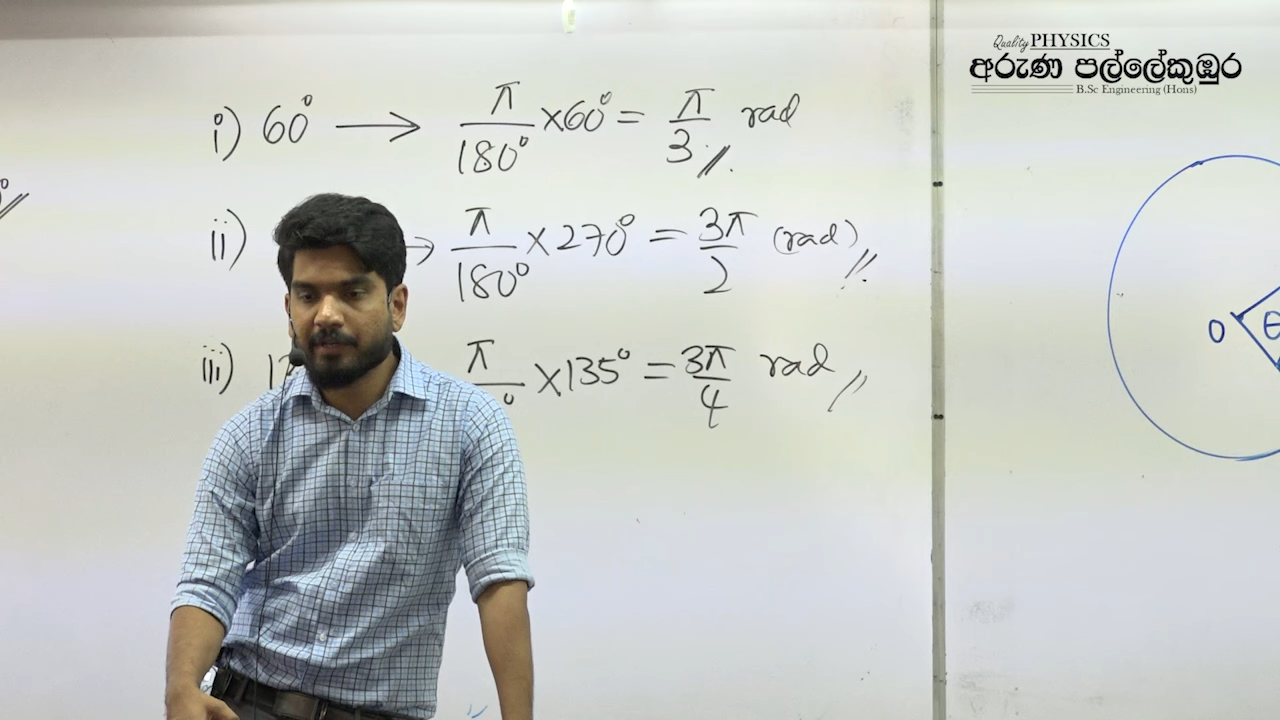 Quality PHYSICS
අරුණ පල්ලේකුඹුර
B.Sc Engineering (Hons)
i) 60° → π/180° ×60° = π/3 rad
ii) → π/180° ×270° = 3π/2 (rad)
iii) π ×135° = 3π/4 rad
O θ